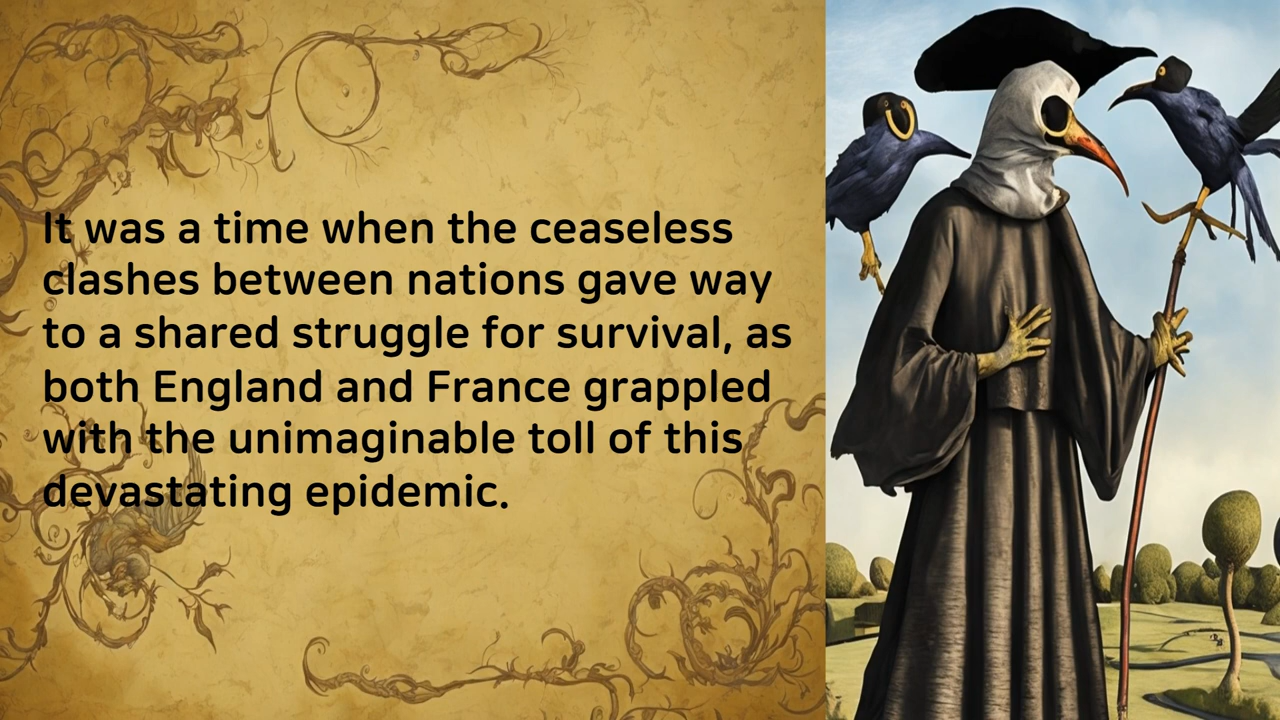 It was a time when the ceaseless
clashes between nations gave way
to a shared struggle for survival, as
both England and France grappled
with the unimaginable toll of this
devastating epidemic.